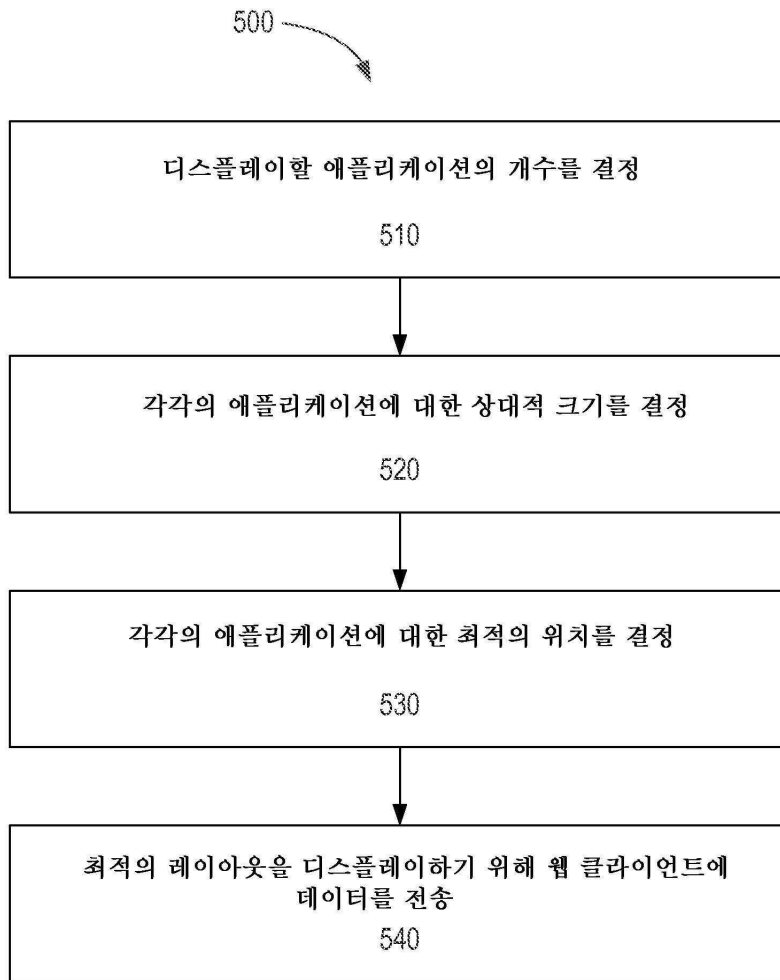 500
디스플레이할 애플리케이션의 개수를 결정
510
각각의 애플리케이션에 대한 상대적 크기를 결정
520
각각의 애플리케이션에 대한 최적의 위치를 결정
530
최적의 레이아웃을 디스플레이하기 위해 웹 클라이언트에
데이터를 전송
540